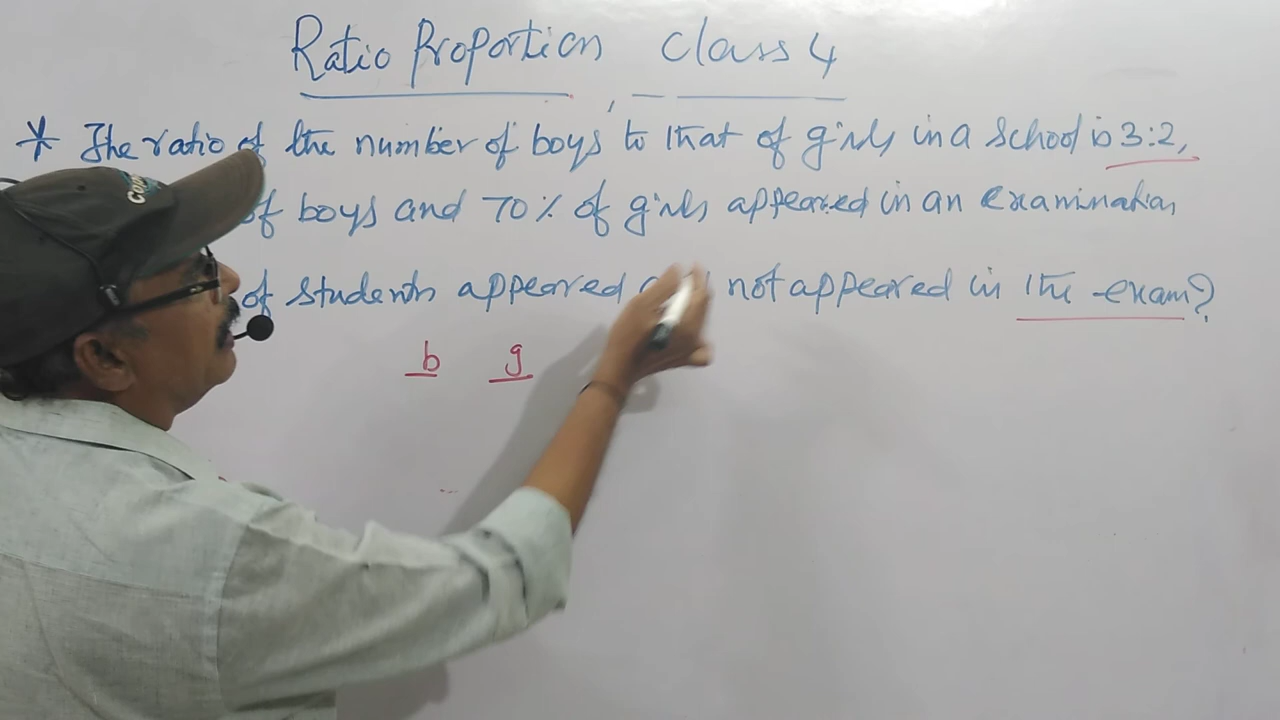 Ratio Proportion, Class 4
* The ratio of the number of boys to that of girls in a school is 3:2,
of boys and 70% of girls appeared in an examination
of students appeared not appeared in the exam?
b g